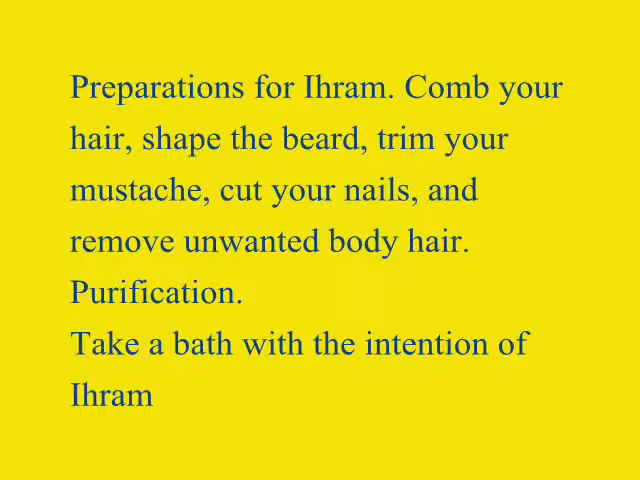 Preparations for Ihram. Comb your
hair, shape the beard, trim your
mustache, cut your nails, and
remove unwanted body hair.
Purification.
Take a bath with the intention of
Ihram